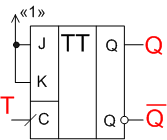 «1»
J TT Q Q
K
T C Q Q